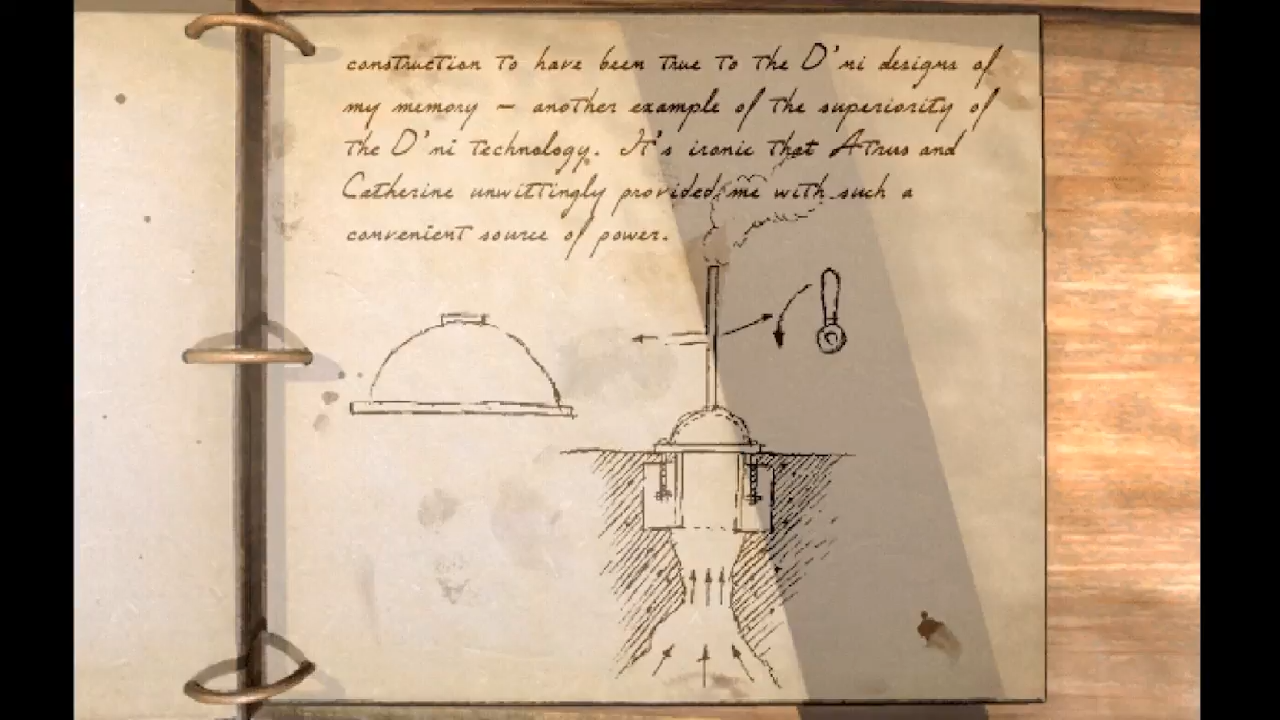 construction to have been true to the D'ni designs of
my memory – another example of the superiority of
the D'ni technology. It's ironic that Atrus and
Catherine unwittingly provided me with such a
convenient source of power.